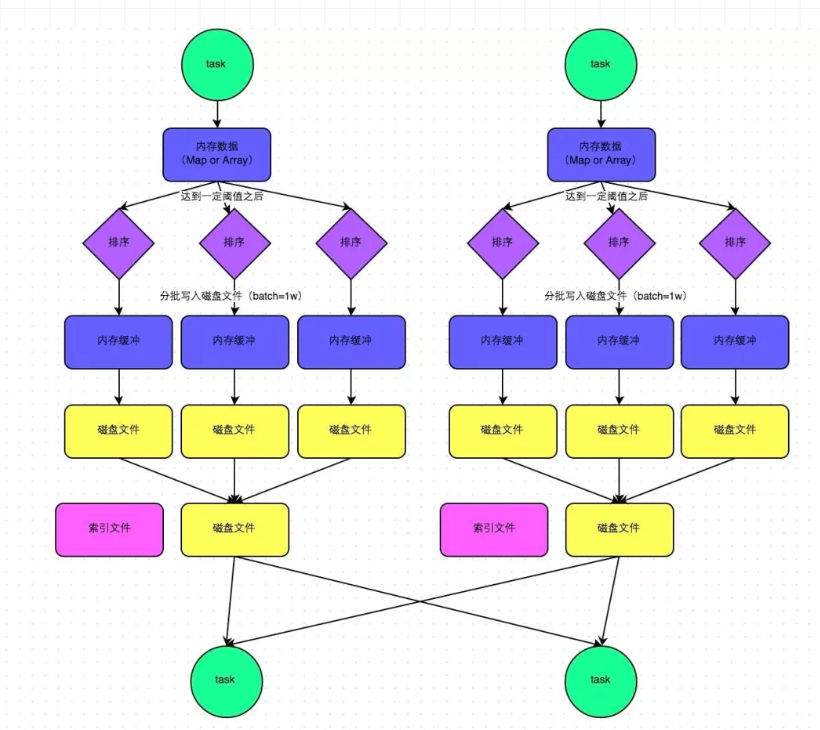 task
task
内存数据
（Map or Array）
内存数据
（Map or Array）
达到一定阈值之后
达到一定阈值之后
排序
排序
排序
排序
排序
排序
分批写入磁盘文件（batch=1w）
分批写入磁盘文件（batch=1w）
内存缓冲
内存缓冲
内存缓冲
内存缓冲
内存缓冲
内存缓冲
磁盘文件
磁盘文件
磁盘文件
磁盘文件
磁盘文件
磁盘文件
索引文件
磁盘文件
索引文件
磁盘文件
task
task